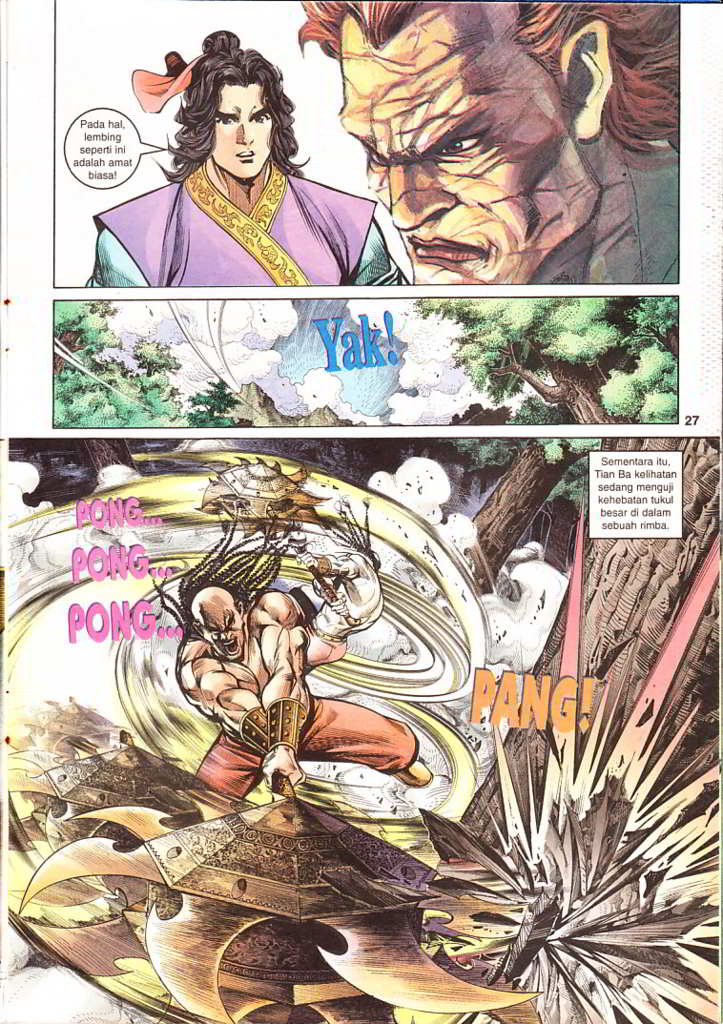 Pada hal,
lembing
seperti ini
adalah amat
biasa!
Yak!
27
Sementara itu,
Tian Ba kelihatan
sedang menguji
kehebatan tukul
besar di dalam
sebuah rimba.
PONG...
PONG...
PONG...
PANG!